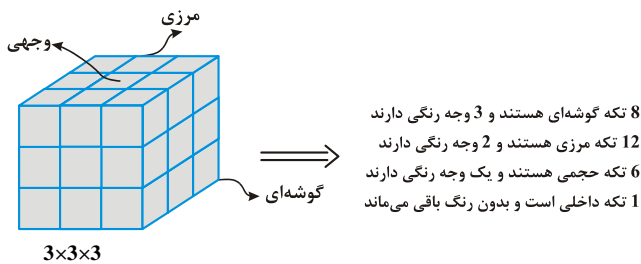 مرزی
وجهی
گوشه‌ای
3×3×3
8 تکه گوشه‌ای هستند و 3 وجه رنگی دارند
12 تکه مرزی هستند و 2 وجه رنگی دارند
6 تکه حجمی هستند و یک وجه رنگی دارند
1 تکه داخلی است و بدون رنگ باقی می‌ماند